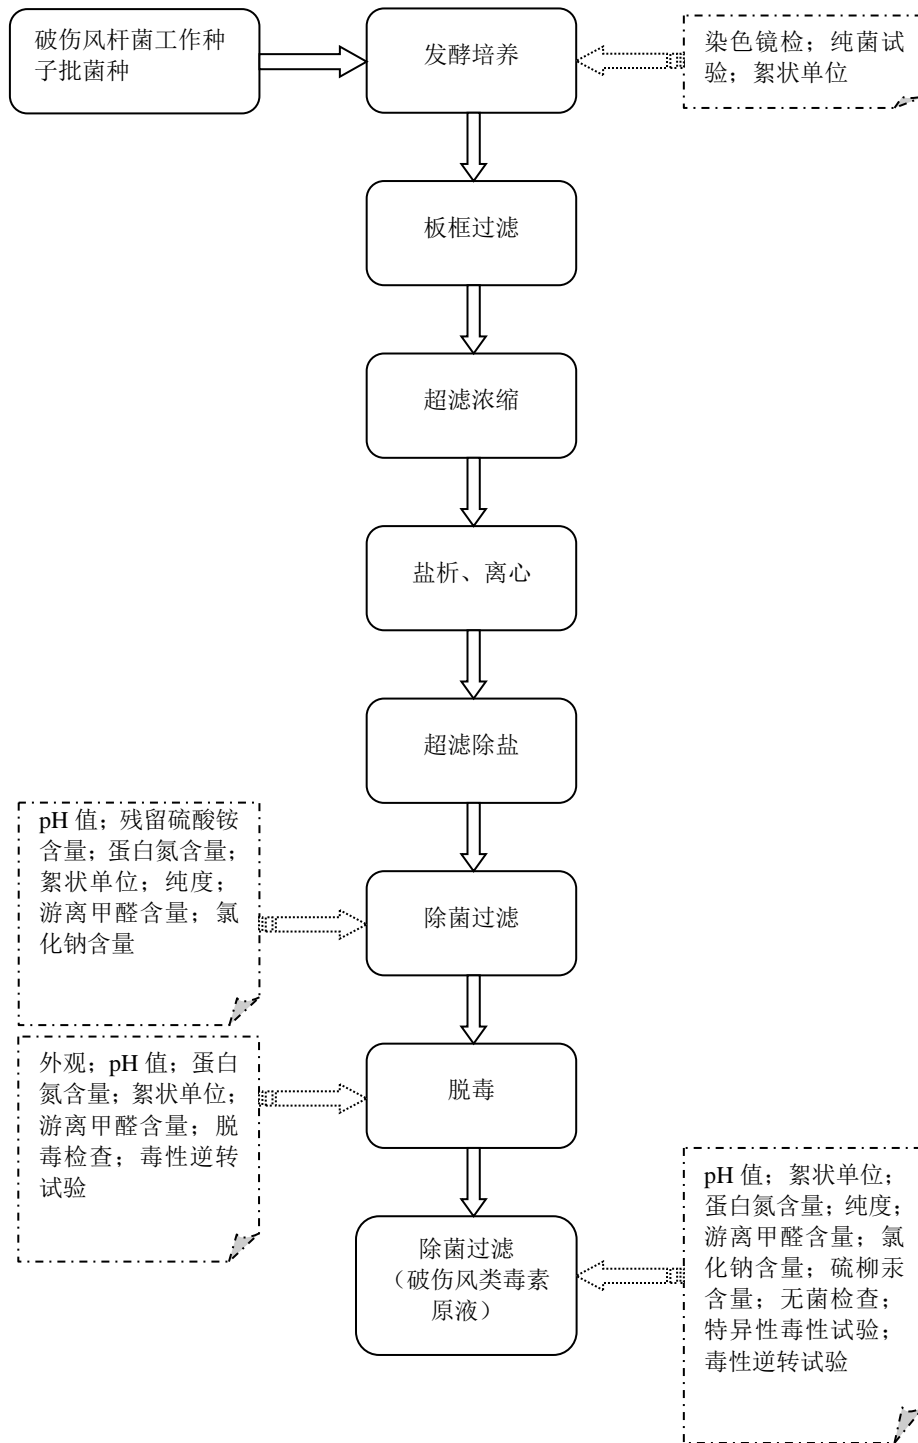 破伤风杆菌工作种
子批菌种
发酵培养
染色镜检；纯菌试
验；絮状单位
板框过滤
超滤浓缩
盐析、离心
超滤除盐
pH 值；残留硫酸铵
含量；蛋白氮含量；
絮状单位；纯度；
游离甲醛含量；氯
化钠含量
除菌过滤
外观；pH 值；蛋白
氮含量；絮状单位；
游离甲醛含量；脱
毒检查；毒性逆转
试验
脱毒
除菌过滤
（破伤风类毒素
原液）
pH 值；絮状单位；
蛋白氮含量；纯度；
游离甲醛含量；氯
化钠含量；硫柳汞
含量；无菌检查；
特异性毒性试验；
毒性逆转试验